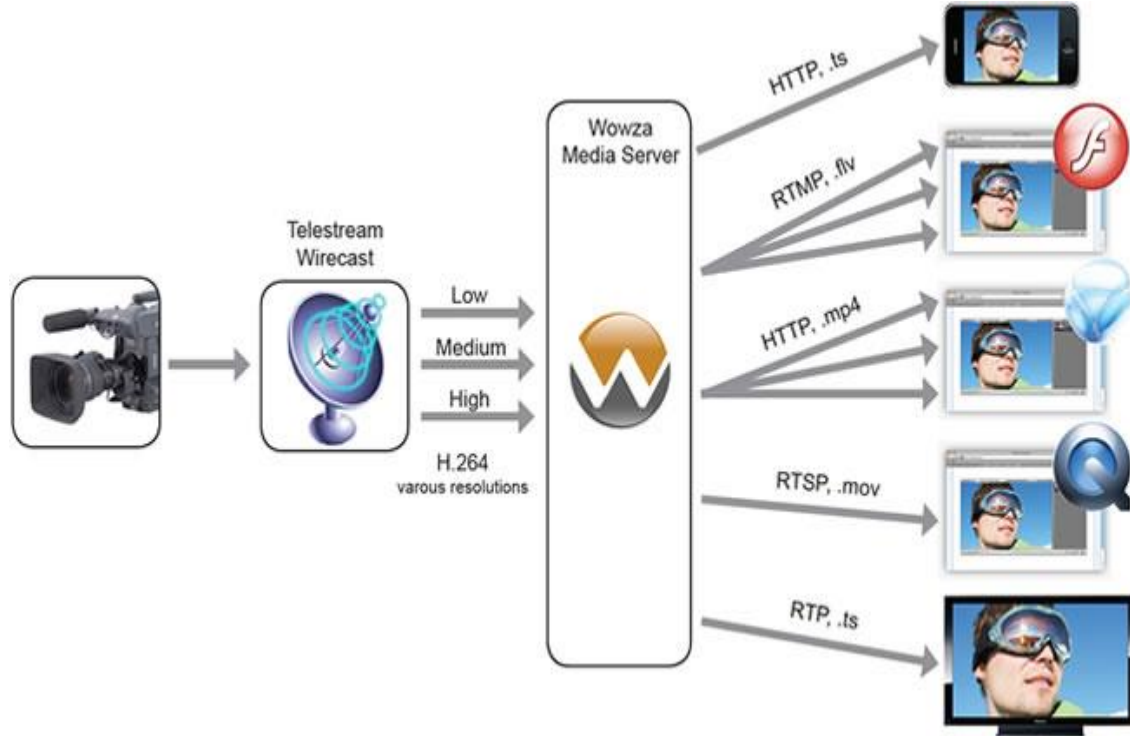 Telestream
Wirecast
Low
Medium
High
H.264
varous resolutions
Wowza
Media Server
HTTP, .ts
RTMP, .flv
HTTP, .mp4
RTSP, .mov
RTP, .ts